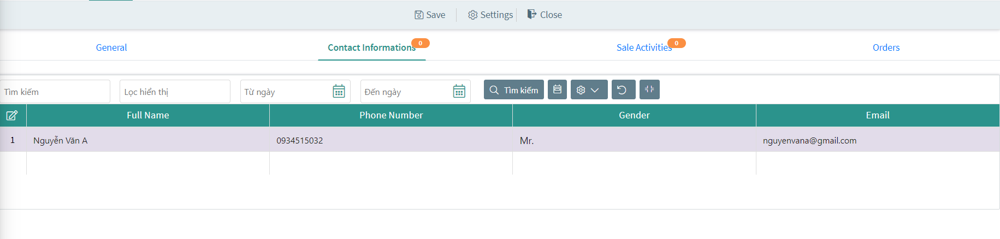 Save Settings Close
General Contact Informations 0 Sale Activities 0 Orders
Tìm kiếm Lọc hiển thị Từ ngày Đến ngày Tìm kiếm
Full Name Phone Number Gender Email
1 Nguyễn Văn A 0934515032 Mr. nguyenvana@gmail.com